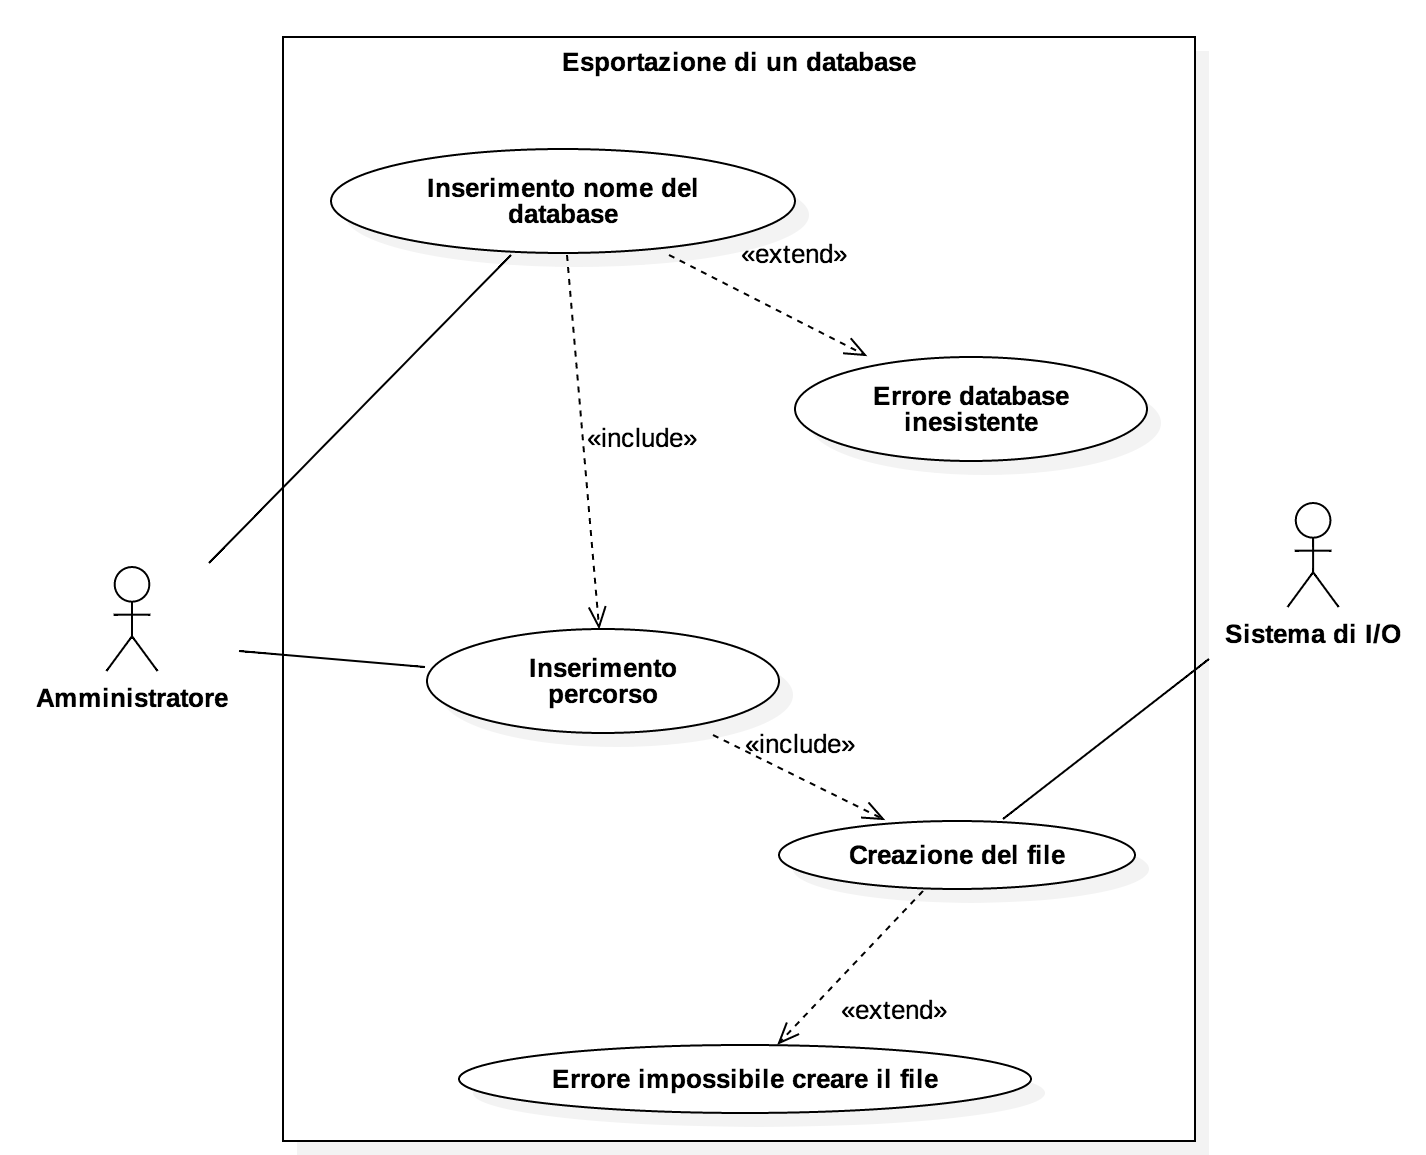 Esportazione di un database
Inserimento nome del
database
«extend»
Errore database
inesistente
«include»
Sistema di I/O
Inserimento
percorso
Amministratore
«include»
Creazione del file
«extend»
Errore impossibile creare il file